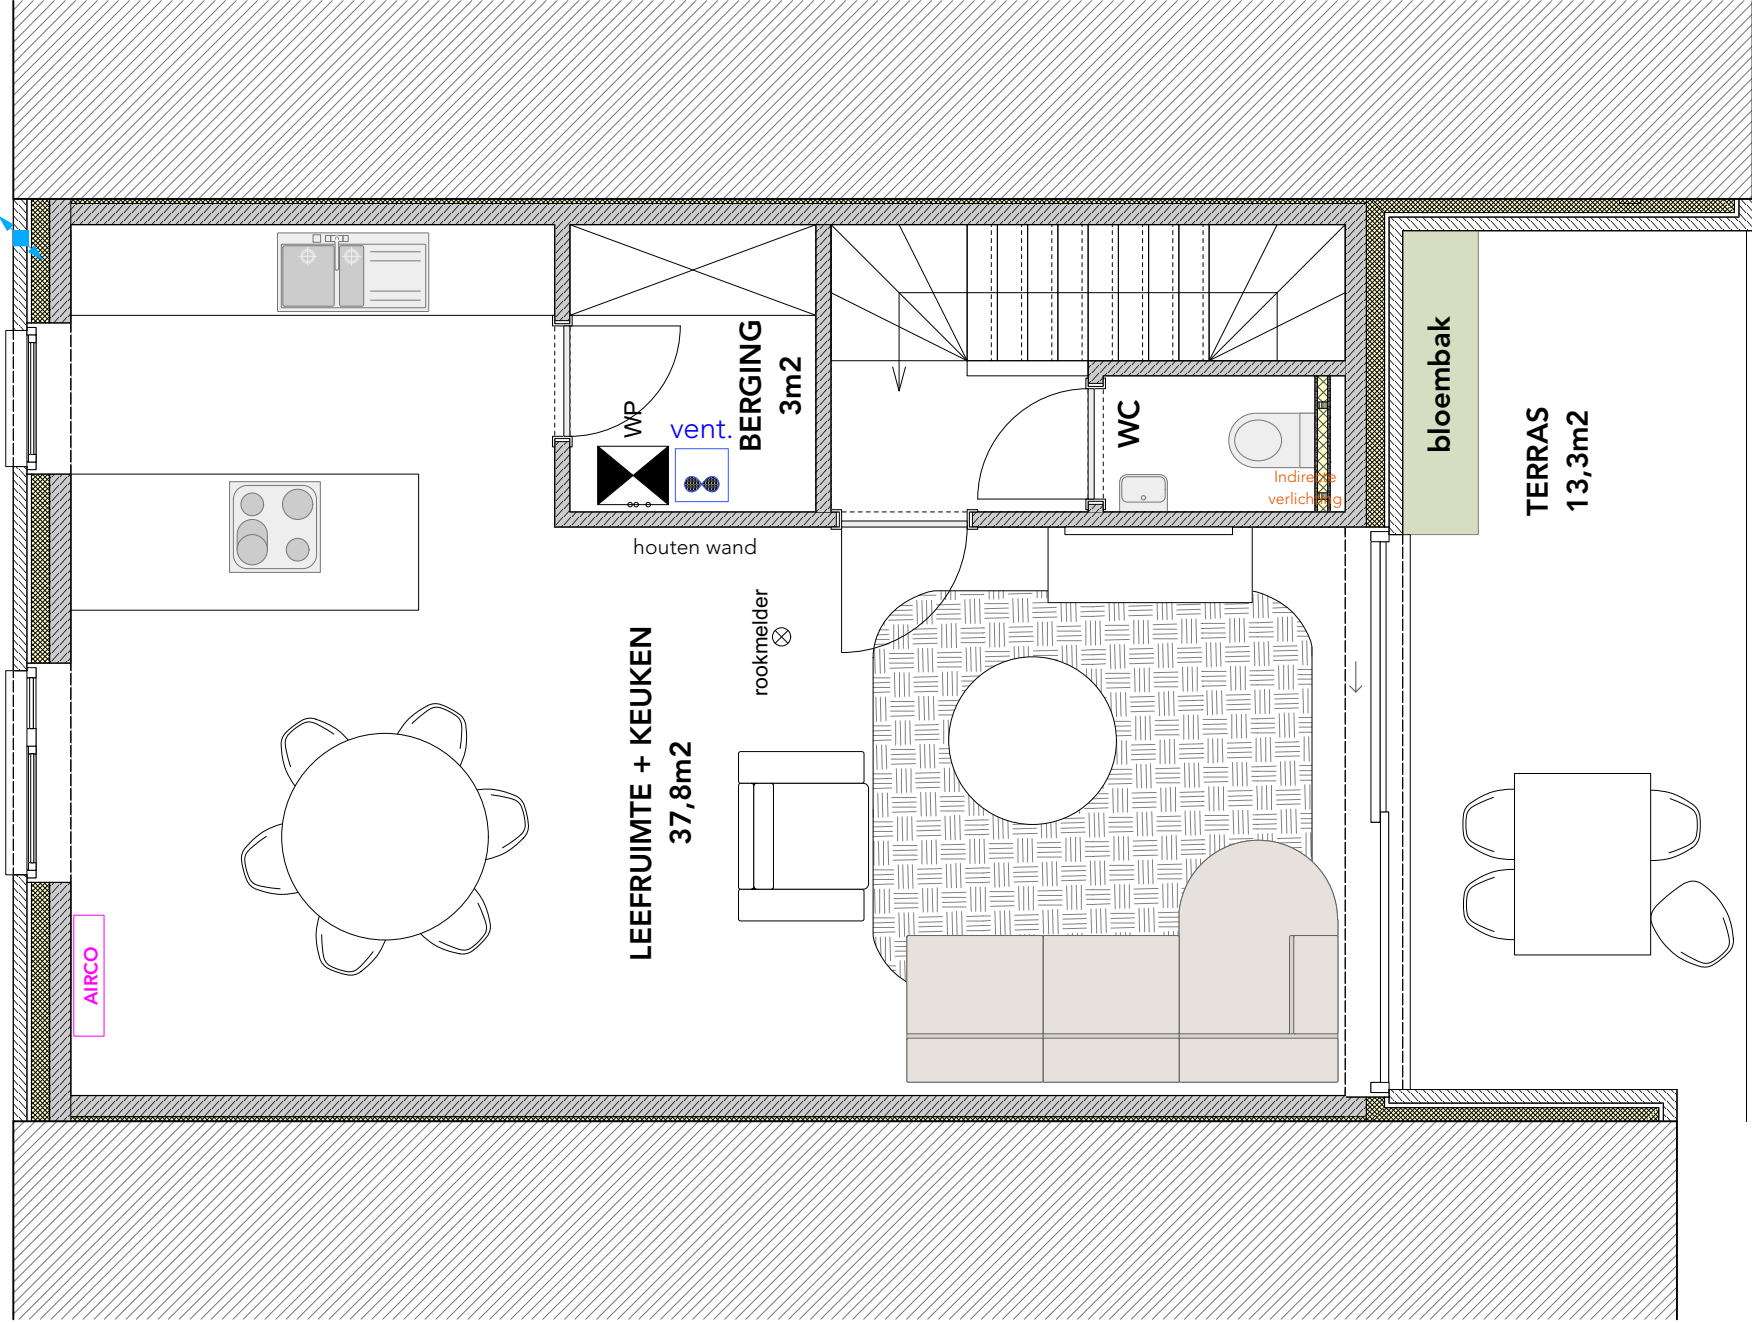 WP
vent.
BERGING
3m2
WC
Indirecte
verlichting
houten wand
rookmelder
LEEFRUIMTE + KEUKEN
37,8m2
AIRCO
bloembak
TERRAS
13,3m2